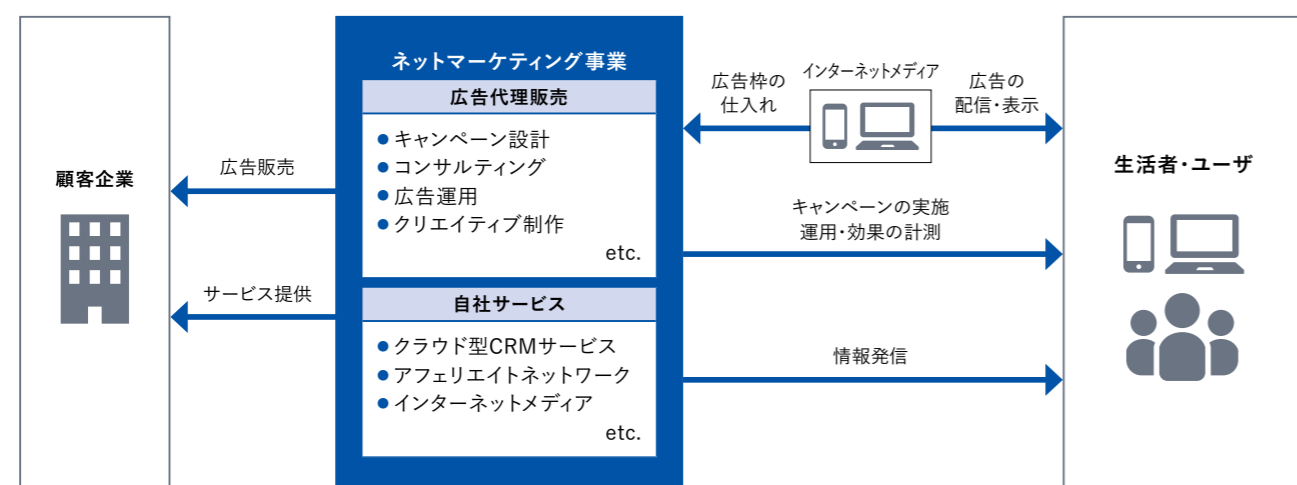 顧客企業
広告販売
サービス提供
ネットマーケティング事業
広告代理販売
●キャンペーン設計
●コンサルティング
●広告運用
●クリエイティブ制作
etc.
自社サービス
●クラウド型CRMサービス
●アフェリエイトネットワーク
●インターネットメディア
etc.
広告枠の
仕入れ
インターネットメディア
広告の
配信・表示
キャンペーンの実施
運用・効果の計測
情報発信
生活者・ユーザ